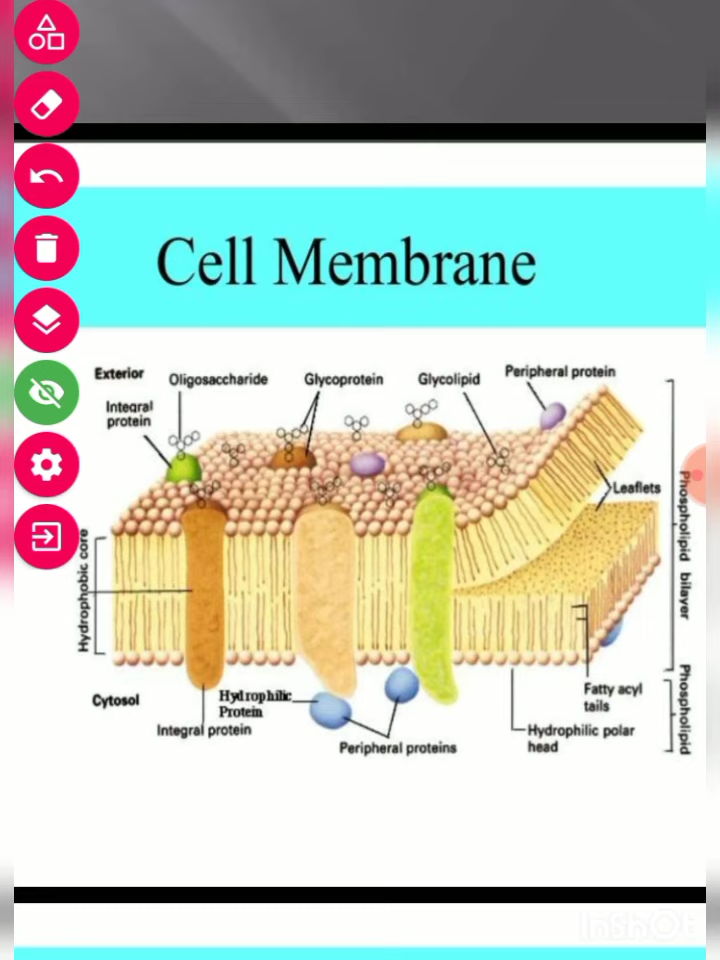 Cell Membrane
Exterior
Oligosaccharide
Glycoprotein
Glycolipid
Peripheral protein
Integral
protein
Leaflets
Phospholipid bilayer
Hydrophobic core
Cytosol
Hydrophilic
Protein
Integral protein
Peripheral proteins
Fatty acyl
tails
Hydrophilic polar
head
Phospholipid
InShOt